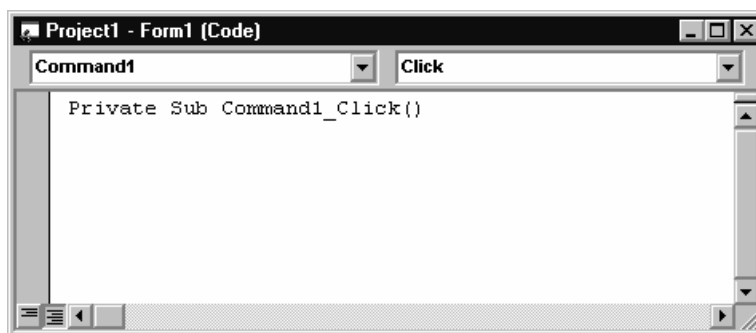 Project1 - Form1 (Code)
Command1 Click
Private Sub Command1_Click()